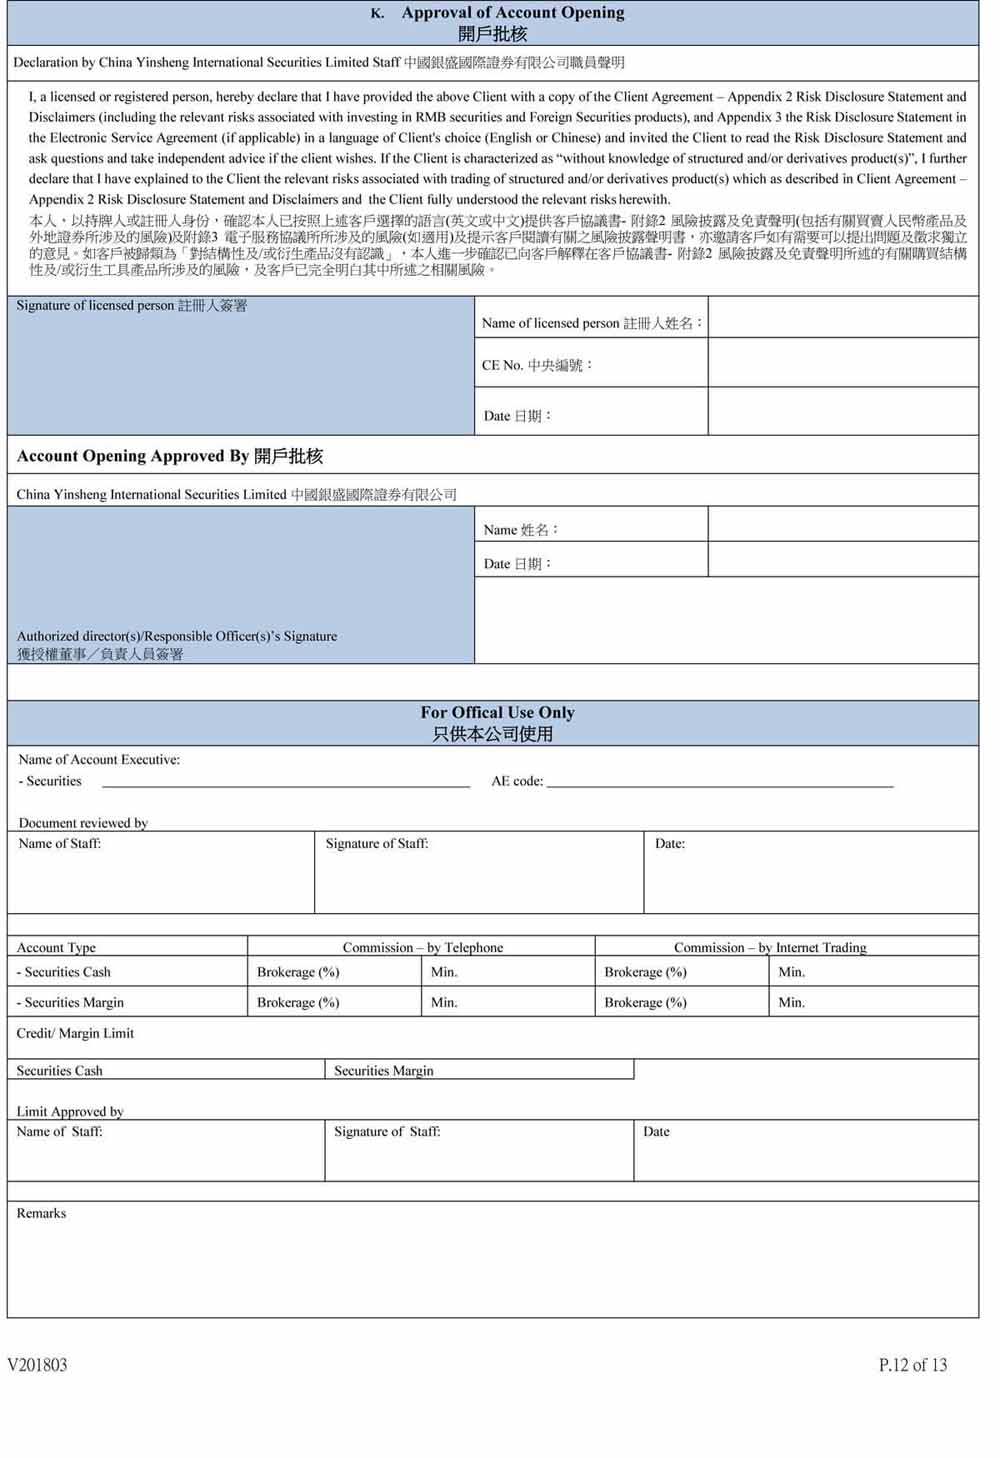 K. Approval of Account Opening
開戶批核
Declaration by China Yinsheng International Securities Limited Staff 中國銀盛國際證券有限公司職員聲明
I, a licensed or registered person, hereby declare that I have provided the above Client with a copy of the Client Agreement – Appendix 2 Risk Disclosure Statement and
Disclaimers (including the relevant risks associated with investing in RMB securities and Foreign Securities products), and Appendix 3 the Risk Disclosure Statement in
the Electronic Service Agreement (if applicable) in a language of Client's choice (English or Chinese) and invited the Client to read the Risk Disclosure Statement and
ask questions and take independent advice if the client wishes. If the Client is characterized as “without knowledge of structured and/or derivatives product(s)”, I further
declare that I have explained to the Client the relevant risks associated with trading of structured and/or derivatives product(s) which as described in Client Agreement –
Appendix 2 Risk Disclosure Statement and Disclaimers and the Client fully understood the relevant risks herewith.
本人，以持牌人或註冊人身份，確認本人已按照上述客戶選擇的語言(英文或中文)提供客戶協議書- 附錄2 風險披露及免責聲明(包括有關買賣人民幣產品及
外地證券所涉及的風險)及附錄3 電子服務協議所所涉及的風險(如適用)及提示客戶閱讀有關之風險披露聲明書，亦邀請客戶如有需要可以提出問題及徵求獨立
的意見。如客戶被歸類為「對結構性及/或衍生產品沒有認識」，本人進一步確認已向客戶解釋在客戶協議書- 附錄2 風險披露及免責聲明所述的有關購買結構
性及/或衍生工具產品所涉及的風險，及客戶已完全明白其中所述之相關風險。
Signature of licensed person 註冊人簽署
Name of licensed person 註冊人姓名：
CE No. 中央編號：
Date 日期：
Account Opening Approved By 開戶批核
China Yinsheng International Securities Limited 中國銀盛國際證券有限公司
Name 姓名：
Date 日期：
Authorized director(s)/Responsible Officer(s)’s Signature
獲授權董事／負責人員簽署
For Offical Use Only
只供本公司使用
Name of Account Executive:
- Securities AE code:
Document reviewed by
Name of Staff: Signature of Staff: Date:
Account Type Commission – by Telephone Commission – by Internet Trading
- Securities Cash Brokerage (%) Min. Brokerage (%) Min.
- Securities Margin Brokerage (%) Min. Brokerage (%) Min.
Credit/ Margin Limit
Securities Cash Securities Margin
Limit Approved by
Name of Staff: Signature of Staff: Date
Remarks
V201803 P.12 of 13